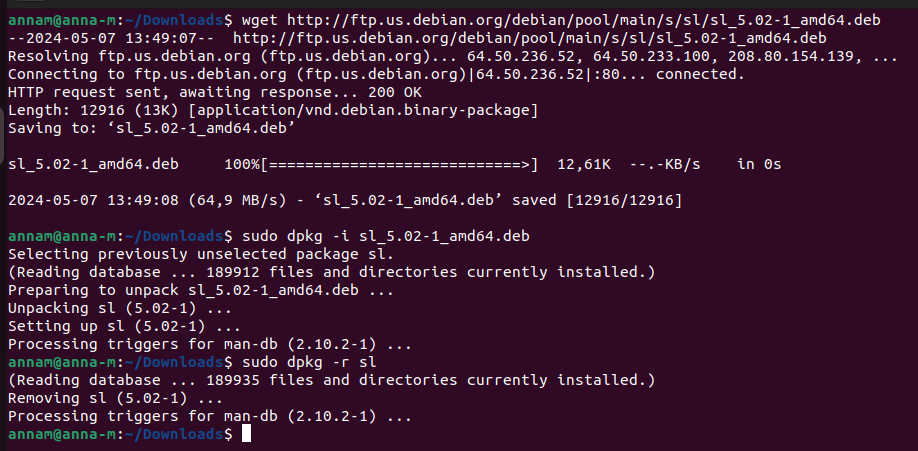 annam@anna-m:~/Downloads$ wget http://ftp.us.debian.org/debian/pool/main/s/sl/sl_5.02-1_amd64.deb
--2024-05-07 13:49:07--  http://ftp.us.debian.org/debian/pool/main/s/sl/sl_5.02-1_amd64.deb
Resolving ftp.us.debian.org (ftp.us.debian.org)... 64.50.236.52, 64.50.233.100, 208.80.154.139, ...
Connecting to ftp.us.debian.org (ftp.us.debian.org)|64.50.236.52|:80... connected.
HTTP request sent, awaiting response... 200 OK
Length: 12916 (13K) [application/vnd.debian.binary-package]
Saving to: ‘sl_5.02-1_amd64.deb’
sl_5.02-1_amd64.deb     100%[============================>]  12,61K  --.-KB/s    in 0s
2024-05-07 13:49:08 (64,9 MB/s) - ‘sl_5.02-1_amd64.deb’ saved [12916/12916]
annam@anna-m:~/Downloads$ sudo dpkg -i sl_5.02-1_amd64.deb
Selecting previously unselected package sl.
(Reading database ... 189912 files and directories currently installed.)
Preparing to unpack sl_5.02-1_amd64.deb ...
Unpacking sl (5.02-1) ...
Setting up sl (5.02-1) ...
Processing triggers for man-db (2.10.2-1) ...
annam@anna-m:~/Downloads$ sudo dpkg -r sl
(Reading database ... 189935 files and directories currently installed.)
Removing sl (5.02-1) ...
Processing triggers for man-db (2.10.2-1) ...
annam@anna-m:~/Downloads$